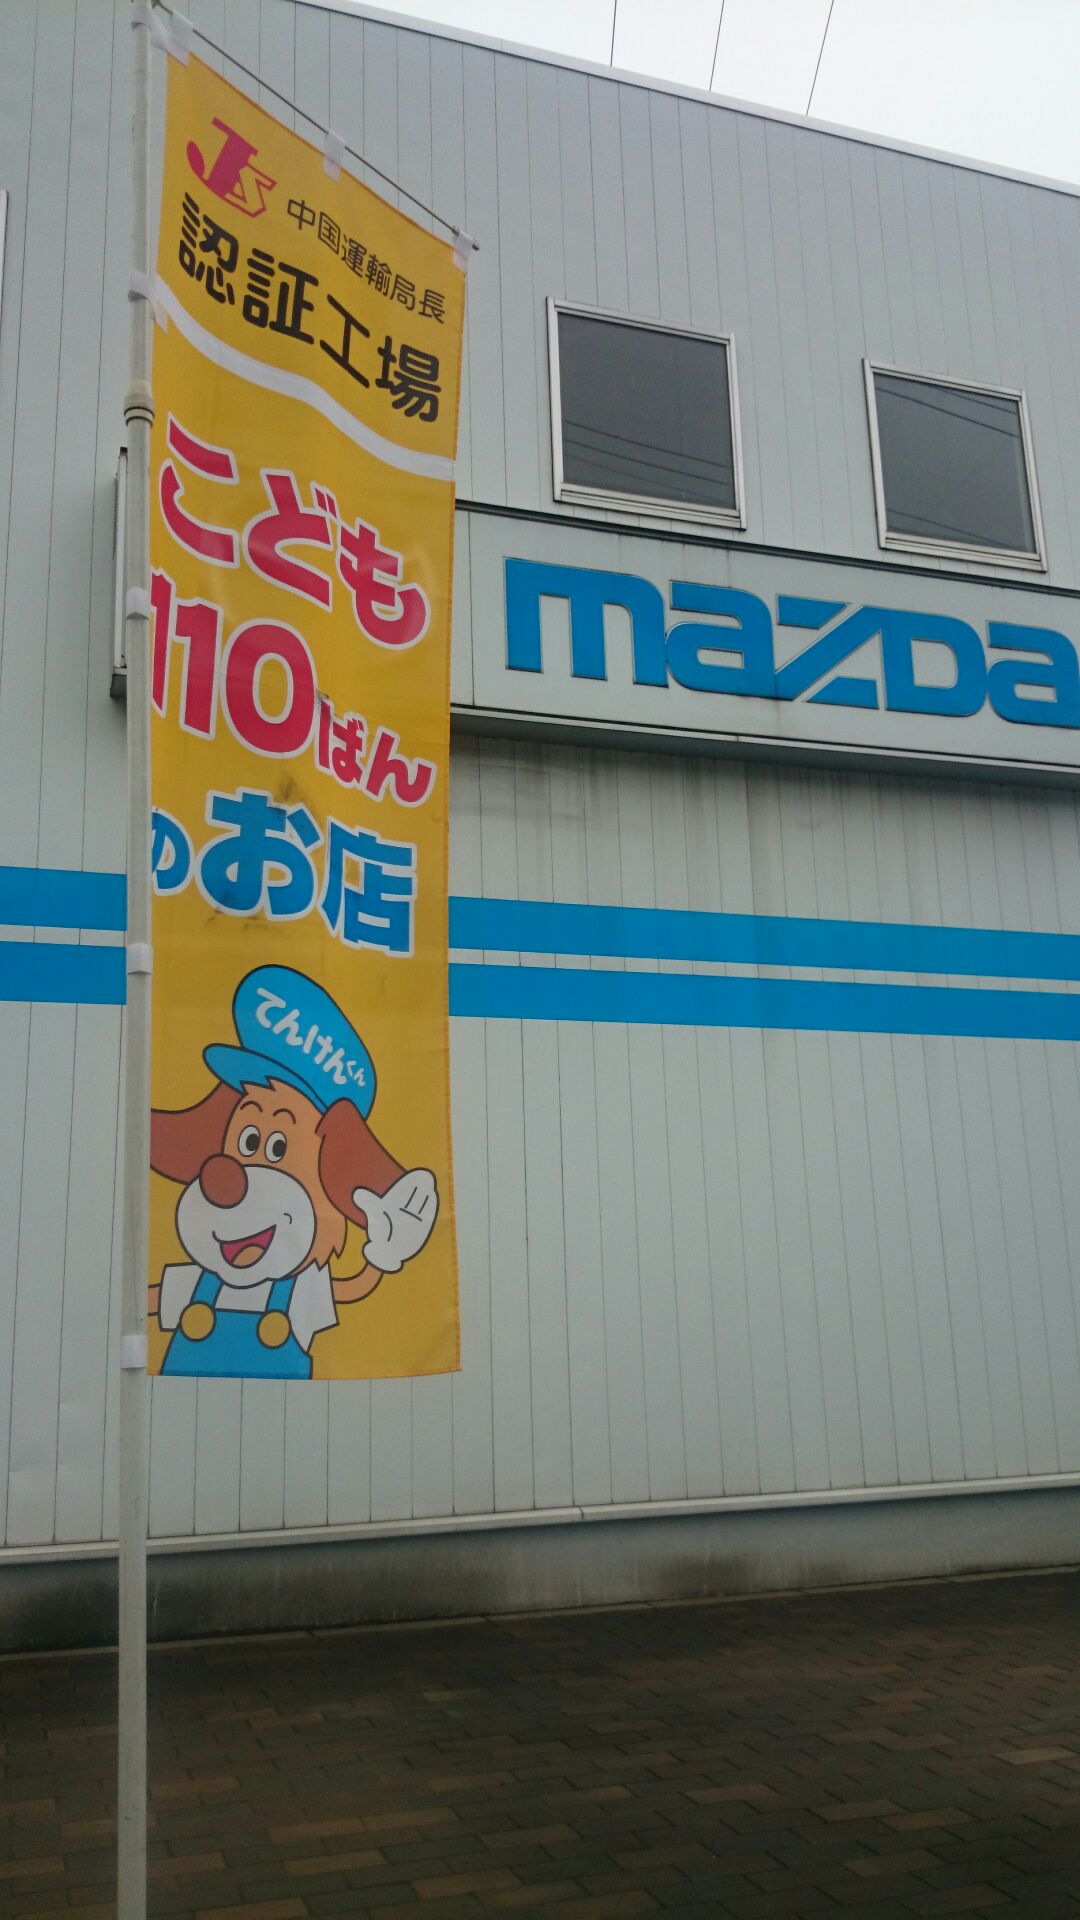 JS
中国運輸局長
認証工場
こども
110ばん
のお店
てんけんくん
mazDa